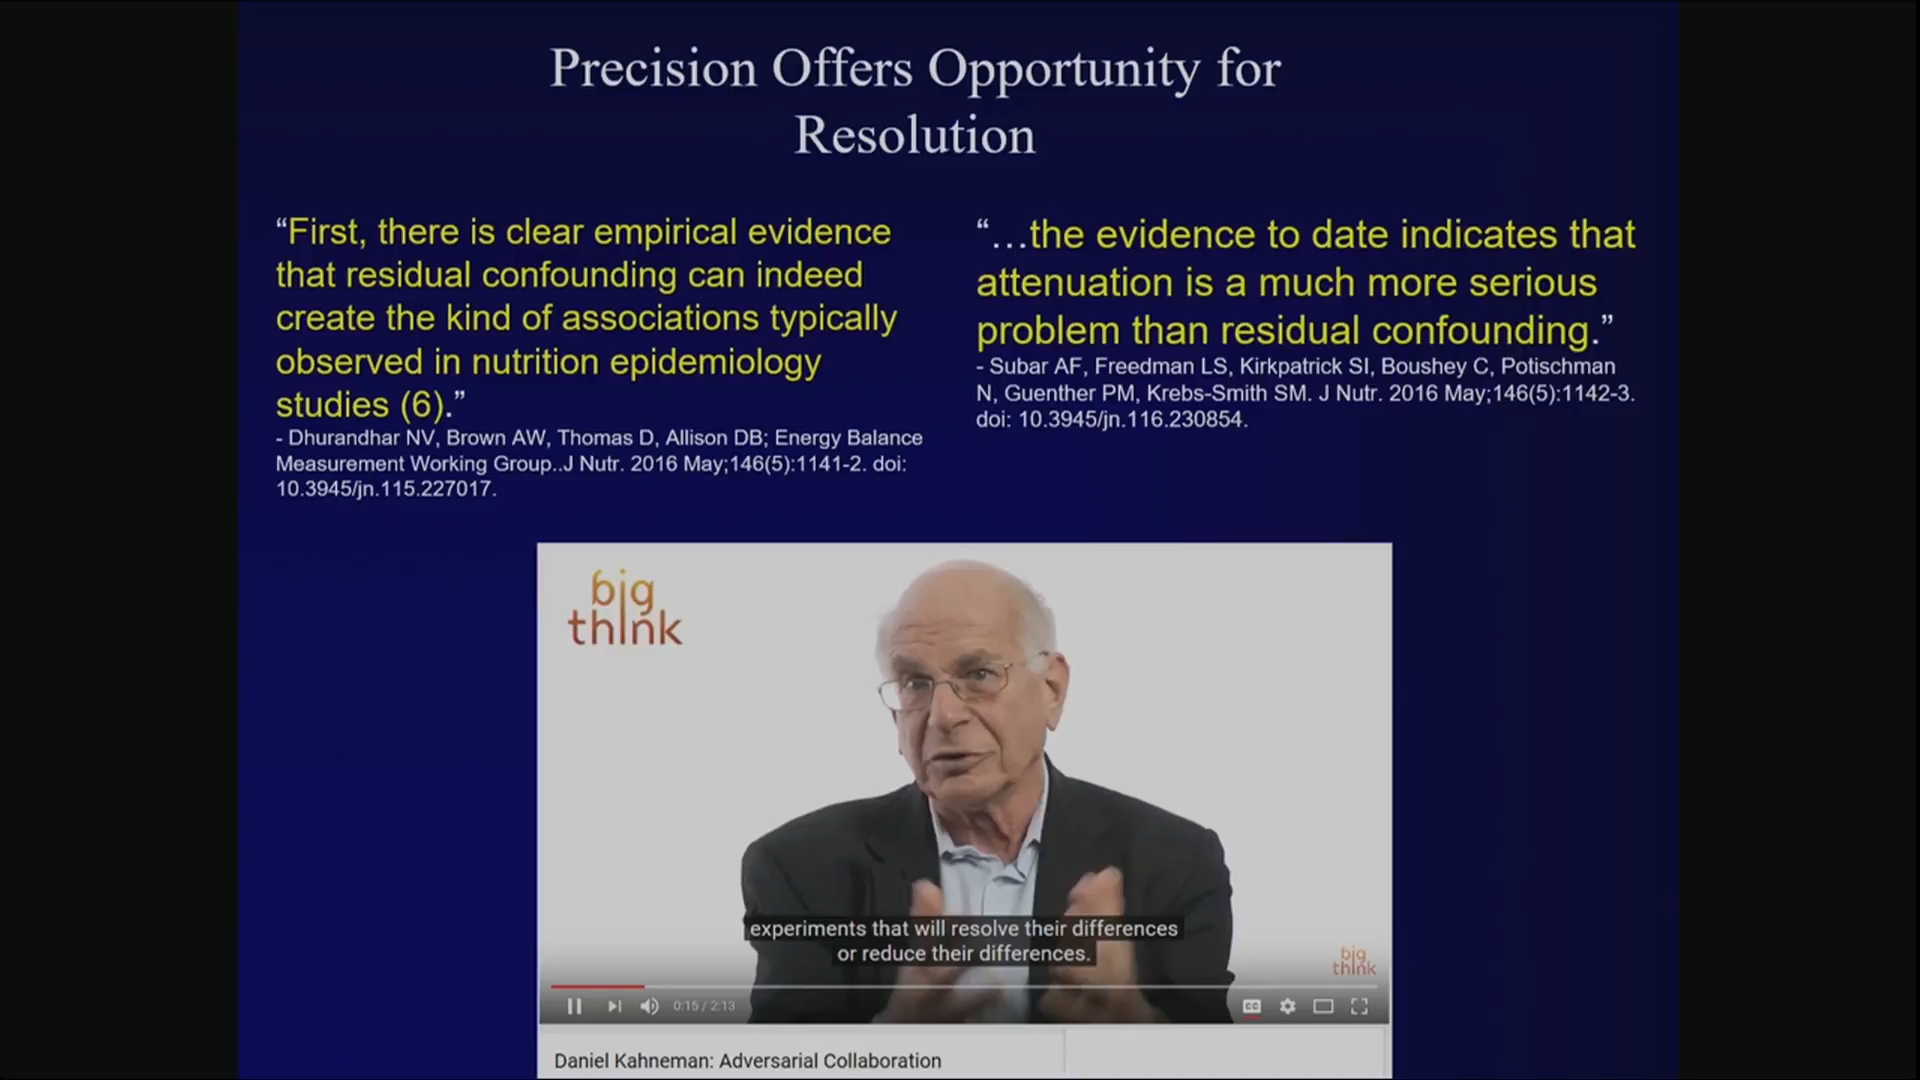 Precision Offers Opportunity for
Resolution
“First, there is clear empirical evidence
that residual confounding can indeed
create the kind of associations typically
observed in nutrition epidemiology
studies (6).”
- Dhurandhar NV, Brown AW, Thomas D, Allison DB; Energy Balance
Measurement Working Group..J Nutr. 2016 May;146(5):1141-2. doi:
10.3945/jn.115.227017.
“…the evidence to date indicates that
attenuation is a much more serious
problem than residual confounding.”
- Subar AF, Freedman LS, Kirkpatrick SI, Boushey C, Potischman
N, Guenther PM, Krebs-Smith SM. J Nutr. 2016 May;146(5):1142-3.
doi: 10.3945/jn.116.230854.
big
think
experiments that will resolve their differences
or reduce their differences.
big
think
0:15 / 2:13
CC
Daniel Kahneman: Adversarial Collaboration